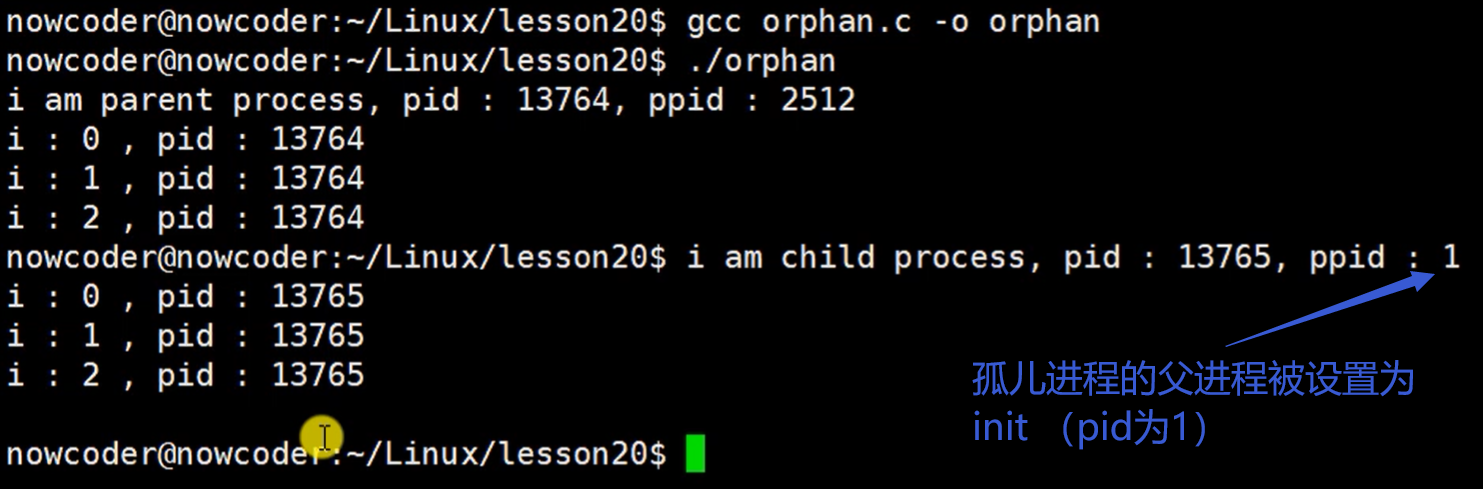 nowcoder@nowcoder:~/Linux/lesson20$ gcc orphan.c -o orphan
nowcoder@nowcoder:~/Linux/lesson20$ ./orphan
i am parent process, pid : 13764, ppid : 2512
i : 0 , pid : 13764
i : 1 , pid : 13764
i : 2 , pid : 13764
nowcoder@nowcoder:~/Linux/lesson20$ i am child process, pid : 13765, ppid : 1
i : 0 , pid : 13765
i : 1 , pid : 13765
i : 2 , pid : 13765
孤儿进程的父进程被设置为
init （pid为1）
nowcoder@nowcoder:~/Linux/lesson20$